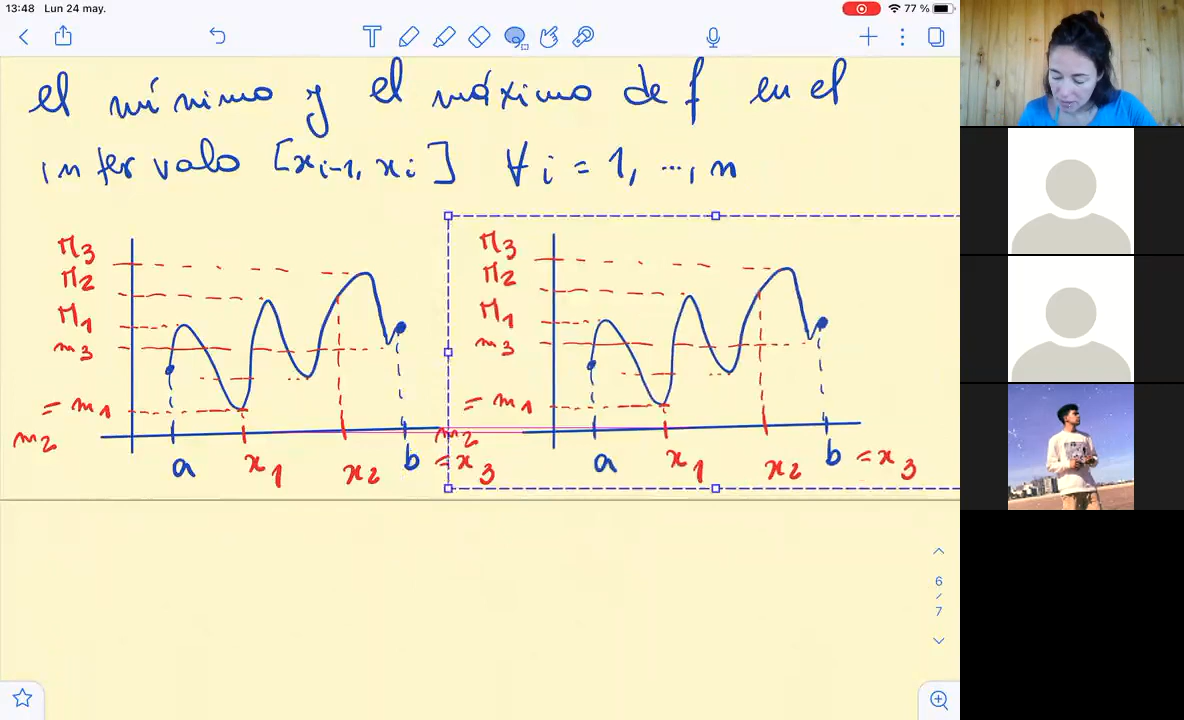 13:48 Lun 24 may.
77 %
el mínimo y el máximo de f en el
intervalo [xi-1, xi] ∀ i = 1, ..., n
M3
M2
M1
m3
= m1
m2
a x1 x2 b = x3
M3
M2
M1
m3
= m1
m2
a x1 x2 b = x3
6
/
7